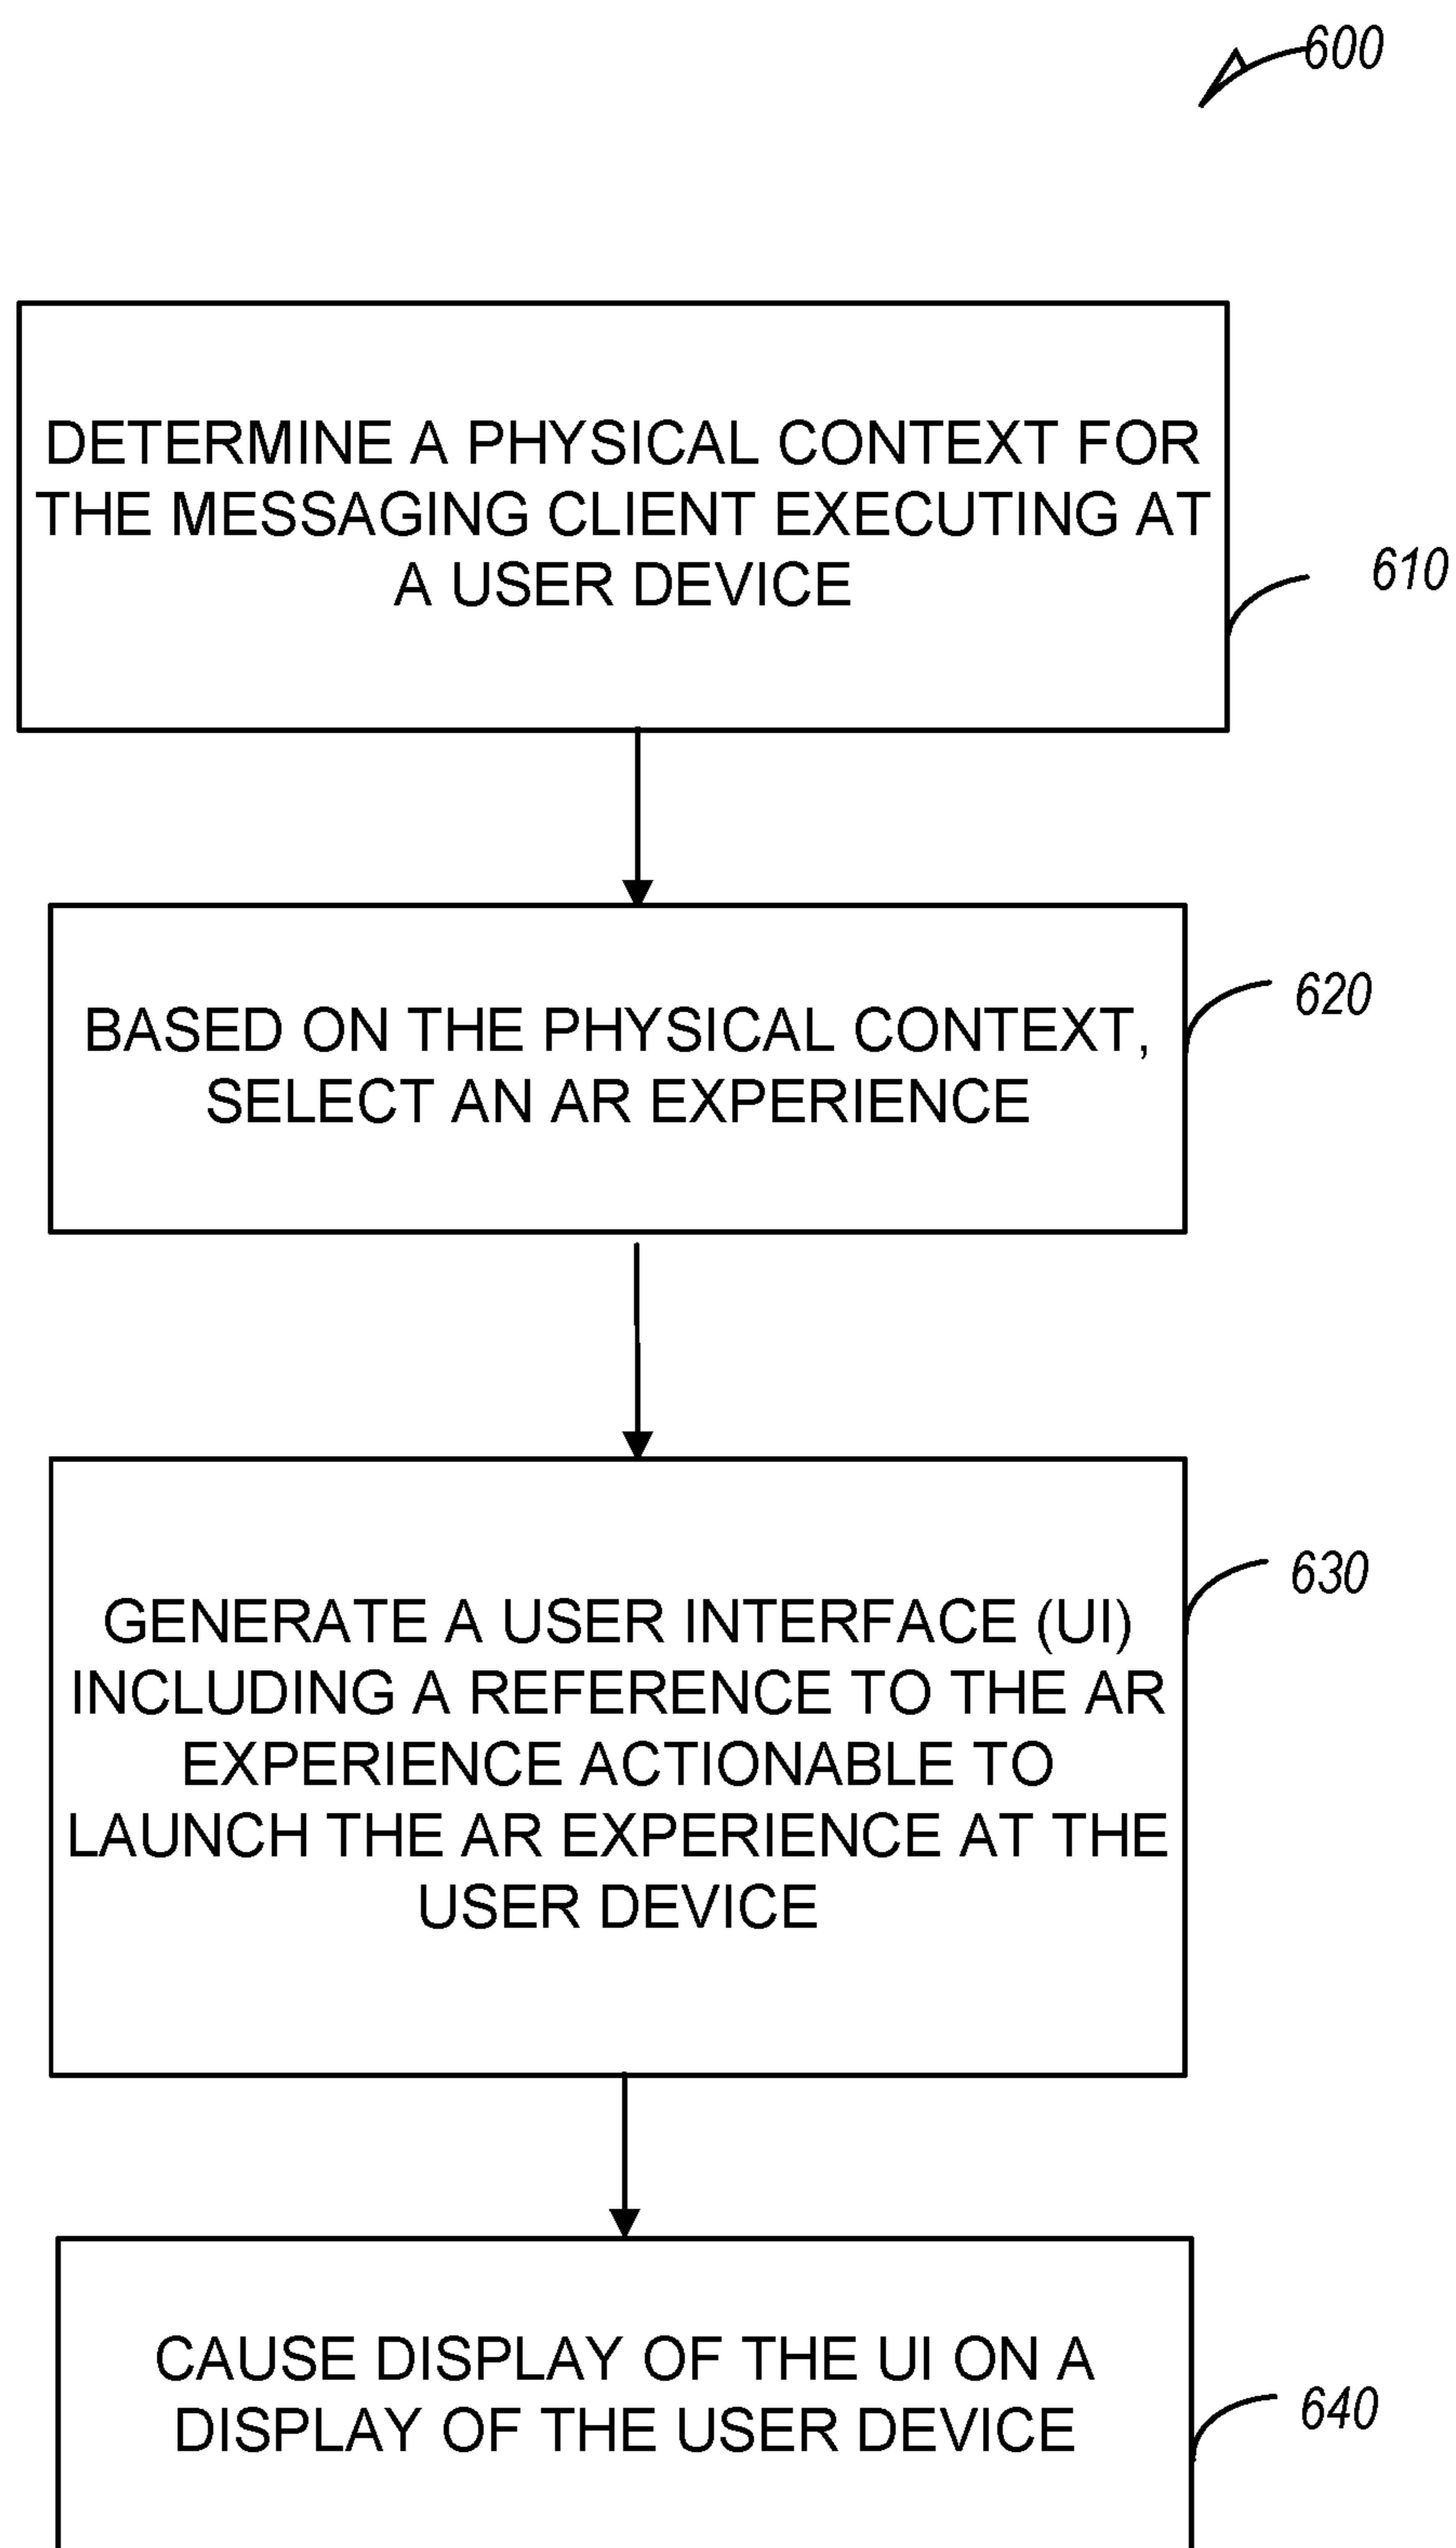 600
DETERMINE A PHYSICAL CONTEXT FOR
THE MESSAGING CLIENT EXECUTING AT
A USER DEVICE
610
BASED ON THE PHYSICAL CONTEXT,
SELECT AN AR EXPERIENCE
620
GENERATE A USER INTERFACE (UI)
INCLUDING A REFERENCE TO THE AR
EXPERIENCE ACTIONABLE TO
LAUNCH THE AR EXPERIENCE AT THE
USER DEVICE
630
CAUSE DISPLAY OF THE UI ON A
DISPLAY OF THE USER DEVICE
640